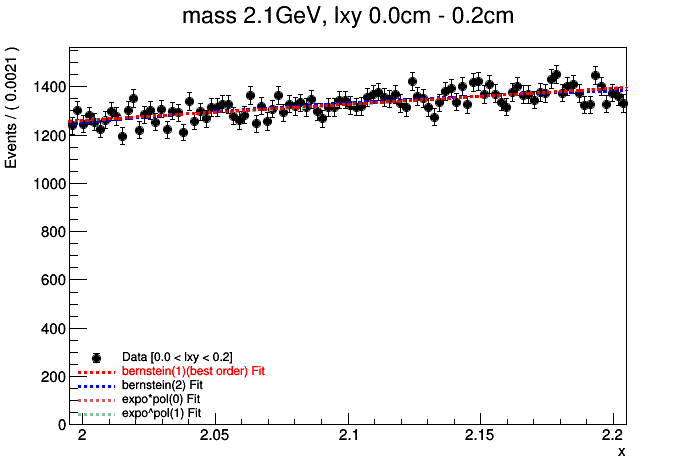 mass 2.1GeV, lxy 0.0cm - 0.2cm
Events / ( 0.0021 )
1400
1200
1000
800
600
400
200
0
Data [0.0 < lxy < 0.2]
bernstein(1)(best order) Fit
bernstein(2) Fit
expo*pol(0) Fit
expo^pol(1) Fit
2
2.05
2.1
2.15
2.2
x